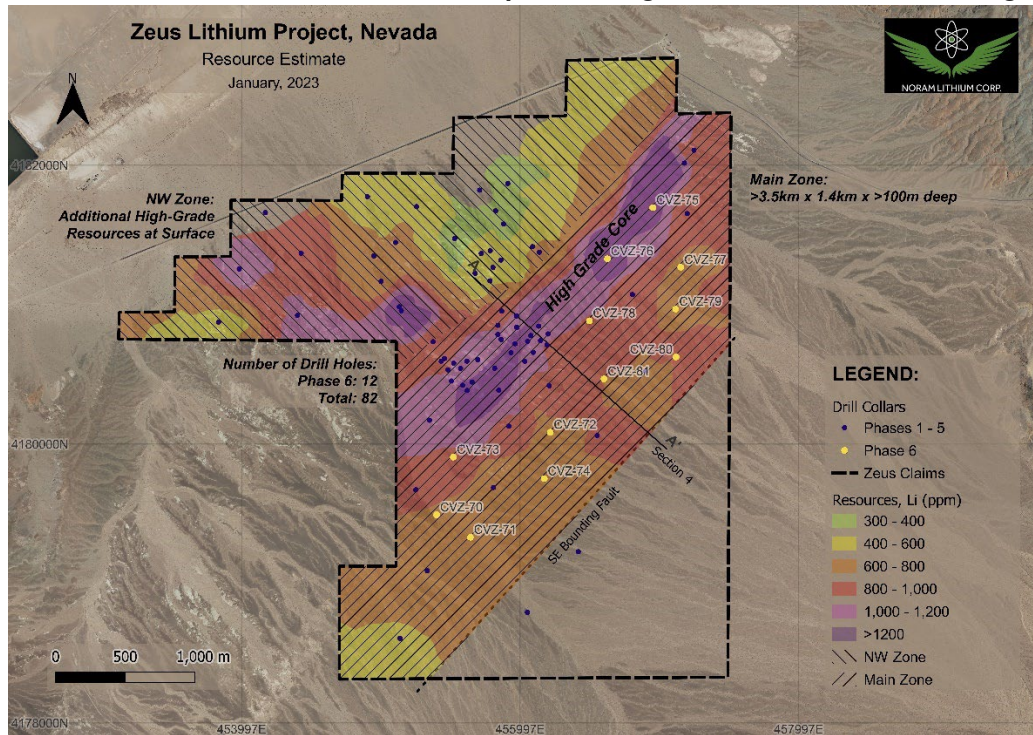 Zeus Lithium Project, Nevada
Resource Estimate
January, 2023
N
NORAM LITHIUM CORP.
4182000N
NW Zone:
Additional High-Grade
Resources at Surface
Main Zone:
>3.5km x 1.4km x >100m deep
CVZ-75
High Grade Core
CVZ-76
CVZ-77
A
CVZ-79
CVZ-78
Number of Drill Holes:
Phase 6: 12
Total: 82
CVZ-80
CVZ-81
LEGEND:
Drill Collars
Phases 1 - 5
Phase 6
Zeus Claims
Resources, Li (ppm)
300 - 400
400 - 600
600 - 800
800 - 1,000
1,000 - 1,200
>1200
NW Zone
Main Zone
4180000N
CVZ-72
A'
Section 4
CVZ-73
CVZ-74
CVZ-70
CVZ-71
SE Bounding Fault
0 500 1,000 m
4178000N
453997E
455997E
457997E